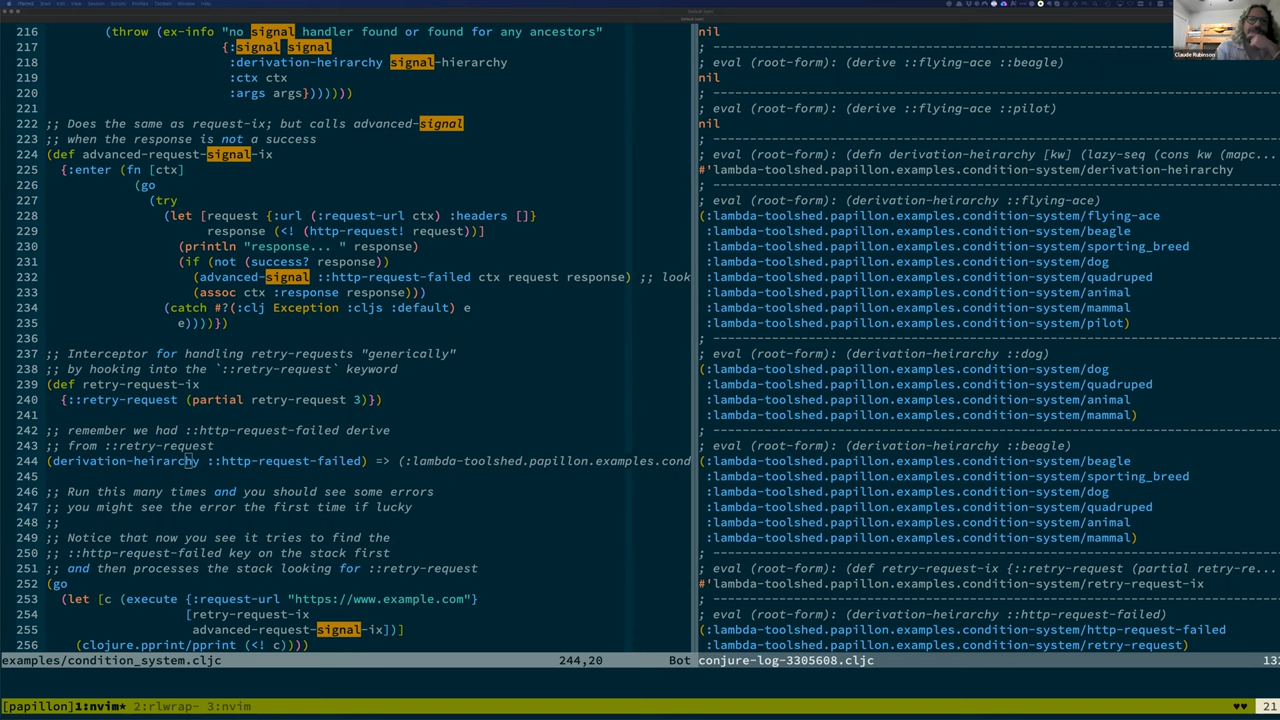 216         (throw (ex-info "no signal handler found or found for any ancestors"
217                         {:signal signal
218                          :derivation-heirarchy signal-hierarchy
219                          :ctx ctx
220                          :args args})))))))
221
222 ;; Does the same as request-ix; but calls advanced-signal
223 ;; when the response is not a success
224 (def advanced-request-signal-ix
225   {:enter (fn [ctx]
226             (go
227               (try
228                 (let [request {:url (:request-url ctx) :headers []}
229                       response (<! (http-request! request))]
230                   (println "response... " response)
231                   (if (not (success? response))
232                     (advanced-signal ::http-request-failed ctx request response) ;; look
233                     (assoc ctx :response response)))
234                 (catch #?(:clj Exception :cljs :default) e
235                   e))))})
236
237 ;; Interceptor for handling retry-requests "generically"
238 ;; by hooking into the `::retry-request` keyword
239 (def retry-request-ix
240   {::retry-request (partial retry-request 3)})
241
242 ;; remember we had ::http-request-failed derive
243 ;; from ::retry-request
244 (derivation-heirarchy ::http-request-failed) => (:lambda-toolshed.papillon.examples.cond
245
246 ;; Run this many times and you should see some errors
247 ;; you might see the error the first time if lucky
248 ;;
249 ;; Notice that now you see it tries to find the
250 ;; ::http-request-failed key on the stack first
251 ;; and then processes the stack looking for ::retry-request
252 (go
253   (let [c (execute {:request-url "https://www.example.com"}
254                    [retry-request-ix
255                     advanced-request-signal-ix])]
256     (clojure.pprint/pprint (<! c))))
examples/condition_system.cljc 244,20 Bot
nil
; --------------------------------------------------------------------------------
; eval (root-form): (derive ::flying-ace ::beagle)
nil
; --------------------------------------------------------------------------------
; eval (root-form): (derive ::flying-ace ::pilot)
nil
; --------------------------------------------------------------------------------
; eval (root-form): (defn derivation-heirarchy [kw] (lazy-seq (cons kw (mapc...
#'lambda-toolshed.papillon.examples.condition-system/derivation-heirarchy
; --------------------------------------------------------------------------------
; eval (root-form): (derivation-heirarchy ::flying-ace)
(:lambda-toolshed.papillon.examples.condition-system/flying-ace
 :lambda-toolshed.papillon.examples.condition-system/beagle
 :lambda-toolshed.papillon.examples.condition-system/sporting_breed
 :lambda-toolshed.papillon.examples.condition-system/dog
 :lambda-toolshed.papillon.examples.condition-system/quadruped
 :lambda-toolshed.papillon.examples.condition-system/animal
 :lambda-toolshed.papillon.examples.condition-system/mammal
 :lambda-toolshed.papillon.examples.condition-system/pilot)
; --------------------------------------------------------------------------------
; eval (root-form): (derivation-heirarchy ::dog)
(:lambda-toolshed.papillon.examples.condition-system/dog
 :lambda-toolshed.papillon.examples.condition-system/quadruped
 :lambda-toolshed.papillon.examples.condition-system/animal
 :lambda-toolshed.papillon.examples.condition-system/mammal)
; --------------------------------------------------------------------------------
; eval (root-form): (derivation-heirarchy ::beagle)
(:lambda-toolshed.papillon.examples.condition-system/beagle
 :lambda-toolshed.papillon.examples.condition-system/sporting_breed
 :lambda-toolshed.papillon.examples.condition-system/dog
 :lambda-toolshed.papillon.examples.condition-system/quadruped
 :lambda-toolshed.papillon.examples.condition-system/animal
 :lambda-toolshed.papillon.examples.condition-system/mammal)
; --------------------------------------------------------------------------------
; eval (root-form): (def retry-request-ix {::retry-request (partial retry-re...
#'lambda-toolshed.papillon.examples.condition-system/retry-request-ix
; --------------------------------------------------------------------------------
; eval (root-form): (derivation-heirarchy ::http-request-failed)
(:lambda-toolshed.papillon.examples.condition-system/http-request-failed
 :lambda-toolshed.papillon.examples.condition-system/retry-request)
conjure-log-3305608.cljc 13
[papillon]1:nvim* 2:rlwrap- 3:nvim ♥♥ 21
Claude Rubinson